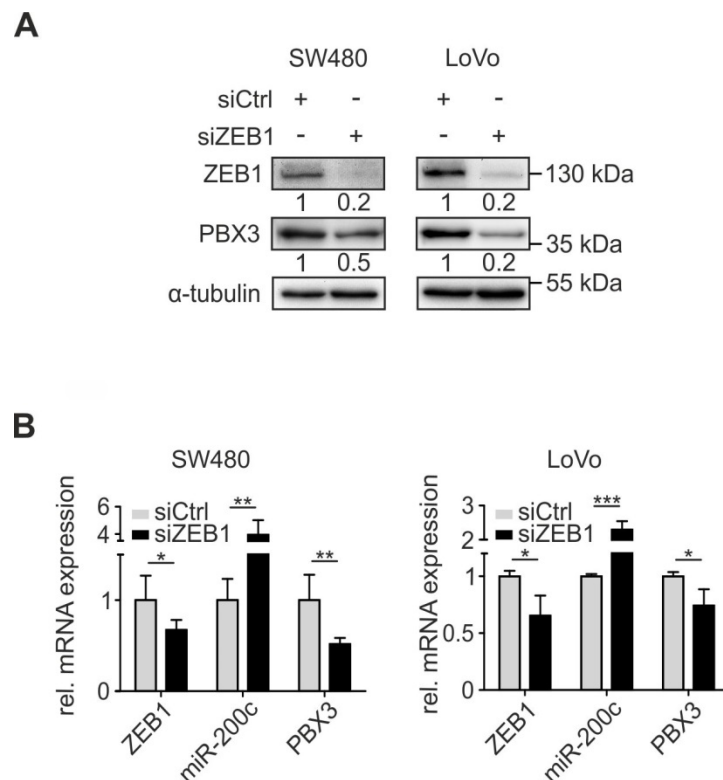 A
SW480 LoVo
siCtrl + - + -
siZEB1 - + - +
ZEB1 130 kDa
1 0.2 1 0.2
PBX3 35 kDa
1 0.5 1 0.2
α-tubulin 55 kDa
B
SW480
rel. mRNA expression
6
4
1
0
siCtrl
siZEB1
* ** **
ZEB1 miR-200c PBX3
LoVo
rel. mRNA expression
3
2
1
0.5
0
siCtrl
siZEB1
* *** *
ZEB1 miR-200c PBX3